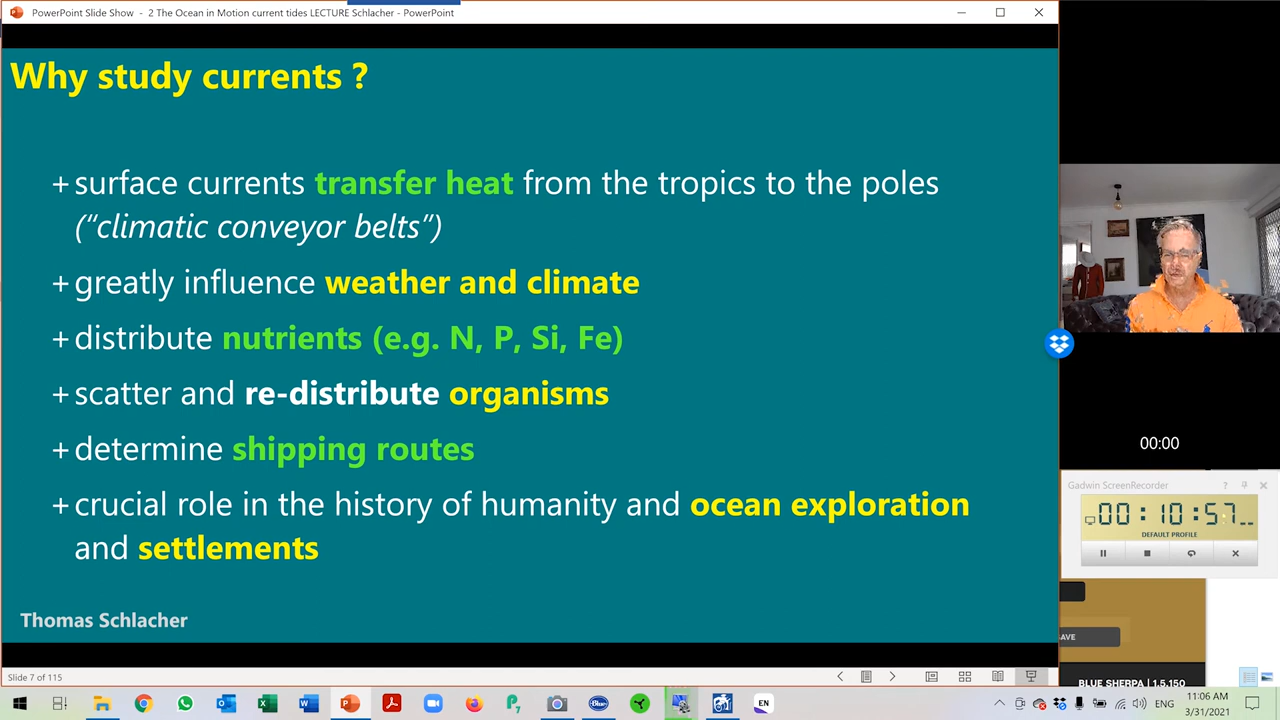 PowerPoint Slide Show - 2 The Ocean in Motion current tides LECTURE Schlacher - PowerPoint
Why study currents ?
+surface currents transfer heat from the tropics to the poles
(“climatic conveyor belts”)
+greatly influence weather and climate
+distribute nutrients (e.g. N, P, Si, Fe)
+scatter and re-distribute organisms
+determine shipping routes
+crucial role in the history of humanity and ocean exploration
and settlements
Thomas Schlacher
Slide 7 of 115
00:00
Gadwin ScreenRecorder
00:10:57
DEFAULT PROFILE
AVE
BLUE SHERPA | 1.5.150
EN
ENG
11:06 AM
3/31/2021